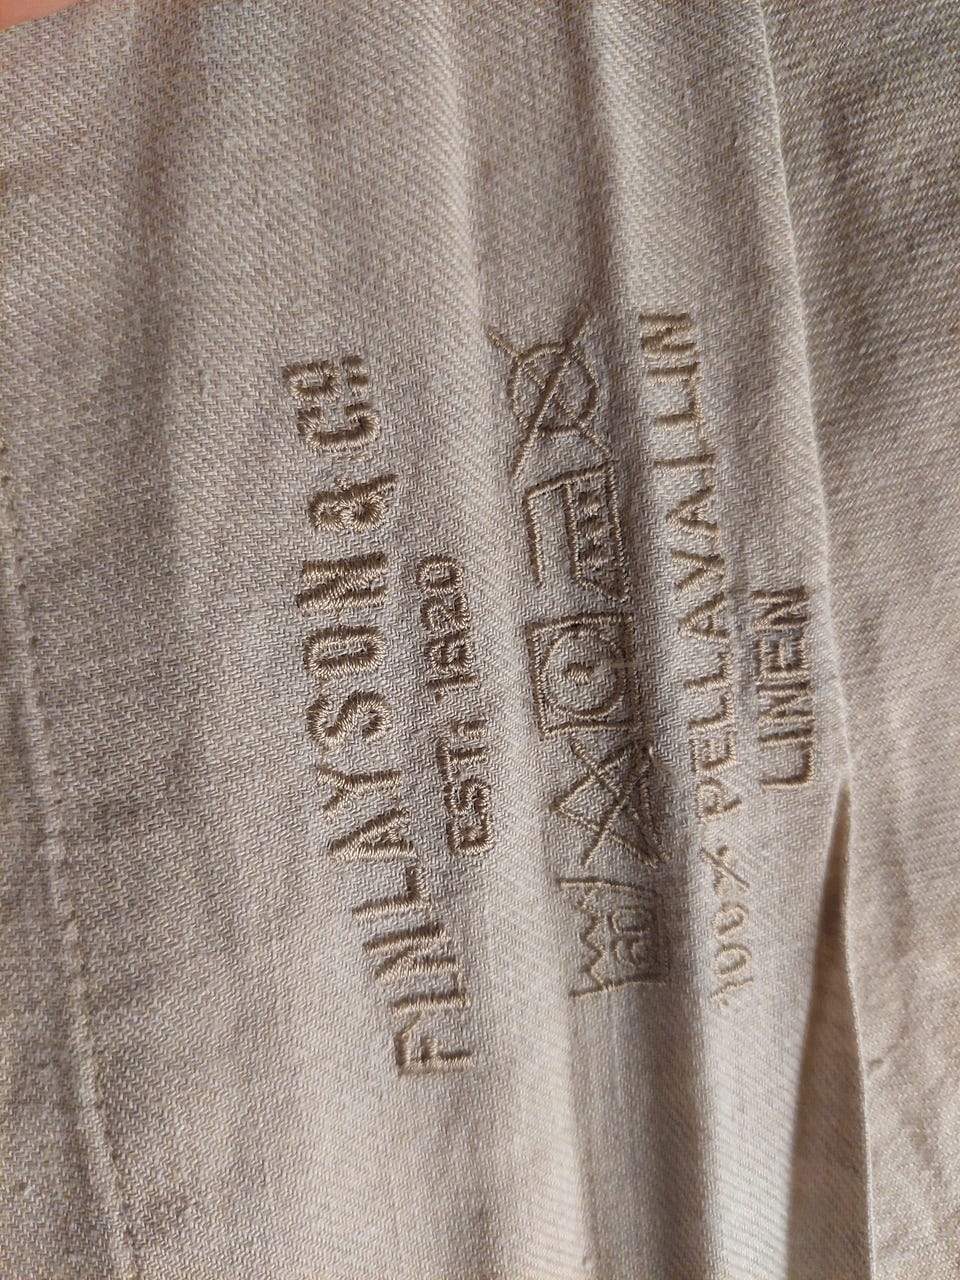 FINLAYSON & Co
EST. 1820
100% PELLAVA / LIN
LINEN